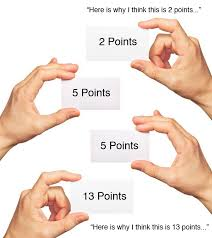 "Here is why I think this is 2 points..."
2 Points
5 Points
5 Points
13 Points
"Here is why I think this is 13 points..."